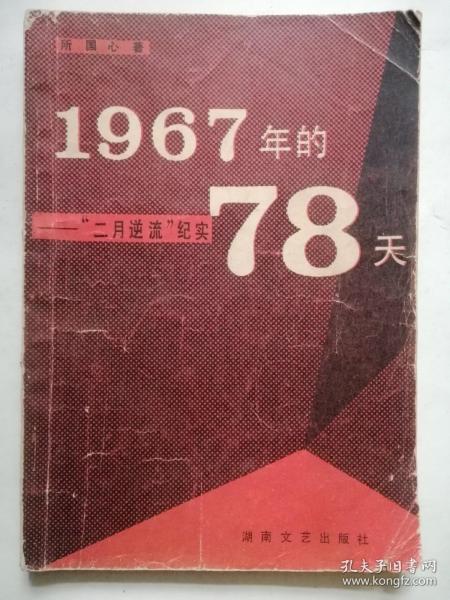 所国心著
1967年的
78天
——“二月逆流”纪实
湖南文艺出版社
孔夫子旧书网
www.kongfz.com